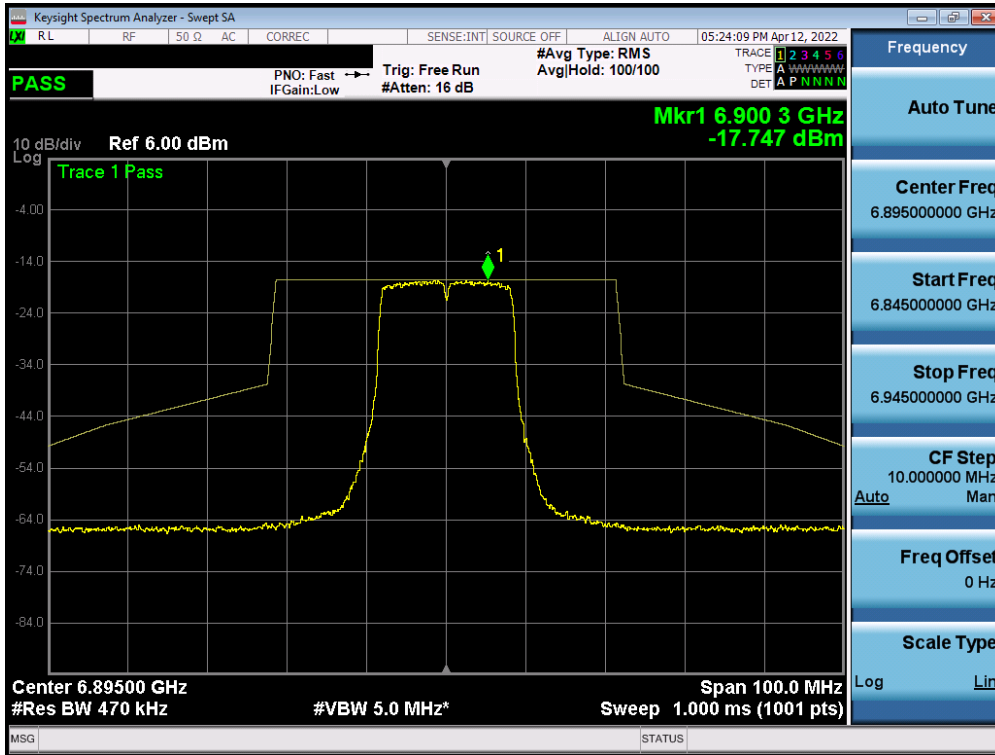 Keysight Spectrum Analyzer - Swept SA
LXI RL RF 50 Ω AC CORREC SENSE:INT SOURCE OFF ALIGN AUTO 05:24:09 PM Apr 12, 2022
#Avg Type: RMS TRACE 1 2 3 4 5 6
PNO: Fast Trig: Free Run Avg|Hold: 100/100 TYPE A WWWWW
PASS IFGain:Low #Atten: 16 dB DET A P N N N N
Mkr1 6.900 3 GHz
-17.747 dBm
10 dB/div Ref 6.00 dBm
Log
Trace 1 Pass
-4.00
-14.0
1
-24.0
-34.0
-44.0
-54.0
-64.0
-74.0
-84.0
Center 6.89500 GHz Span 100.0 MHz
#Res BW 470 kHz #VBW 5.0 MHz* Sweep 1.000 ms (1001 pts)
MSG STATUS
Frequency
Auto Tune
Center Freq
6.895000000 GHz
Start Freq
6.845000000 GHz
Stop Freq
6.945000000 GHz
CF Step
10.000000 MHz
Auto Man
Freq Offset
0 Hz
Scale Type
Log Lin